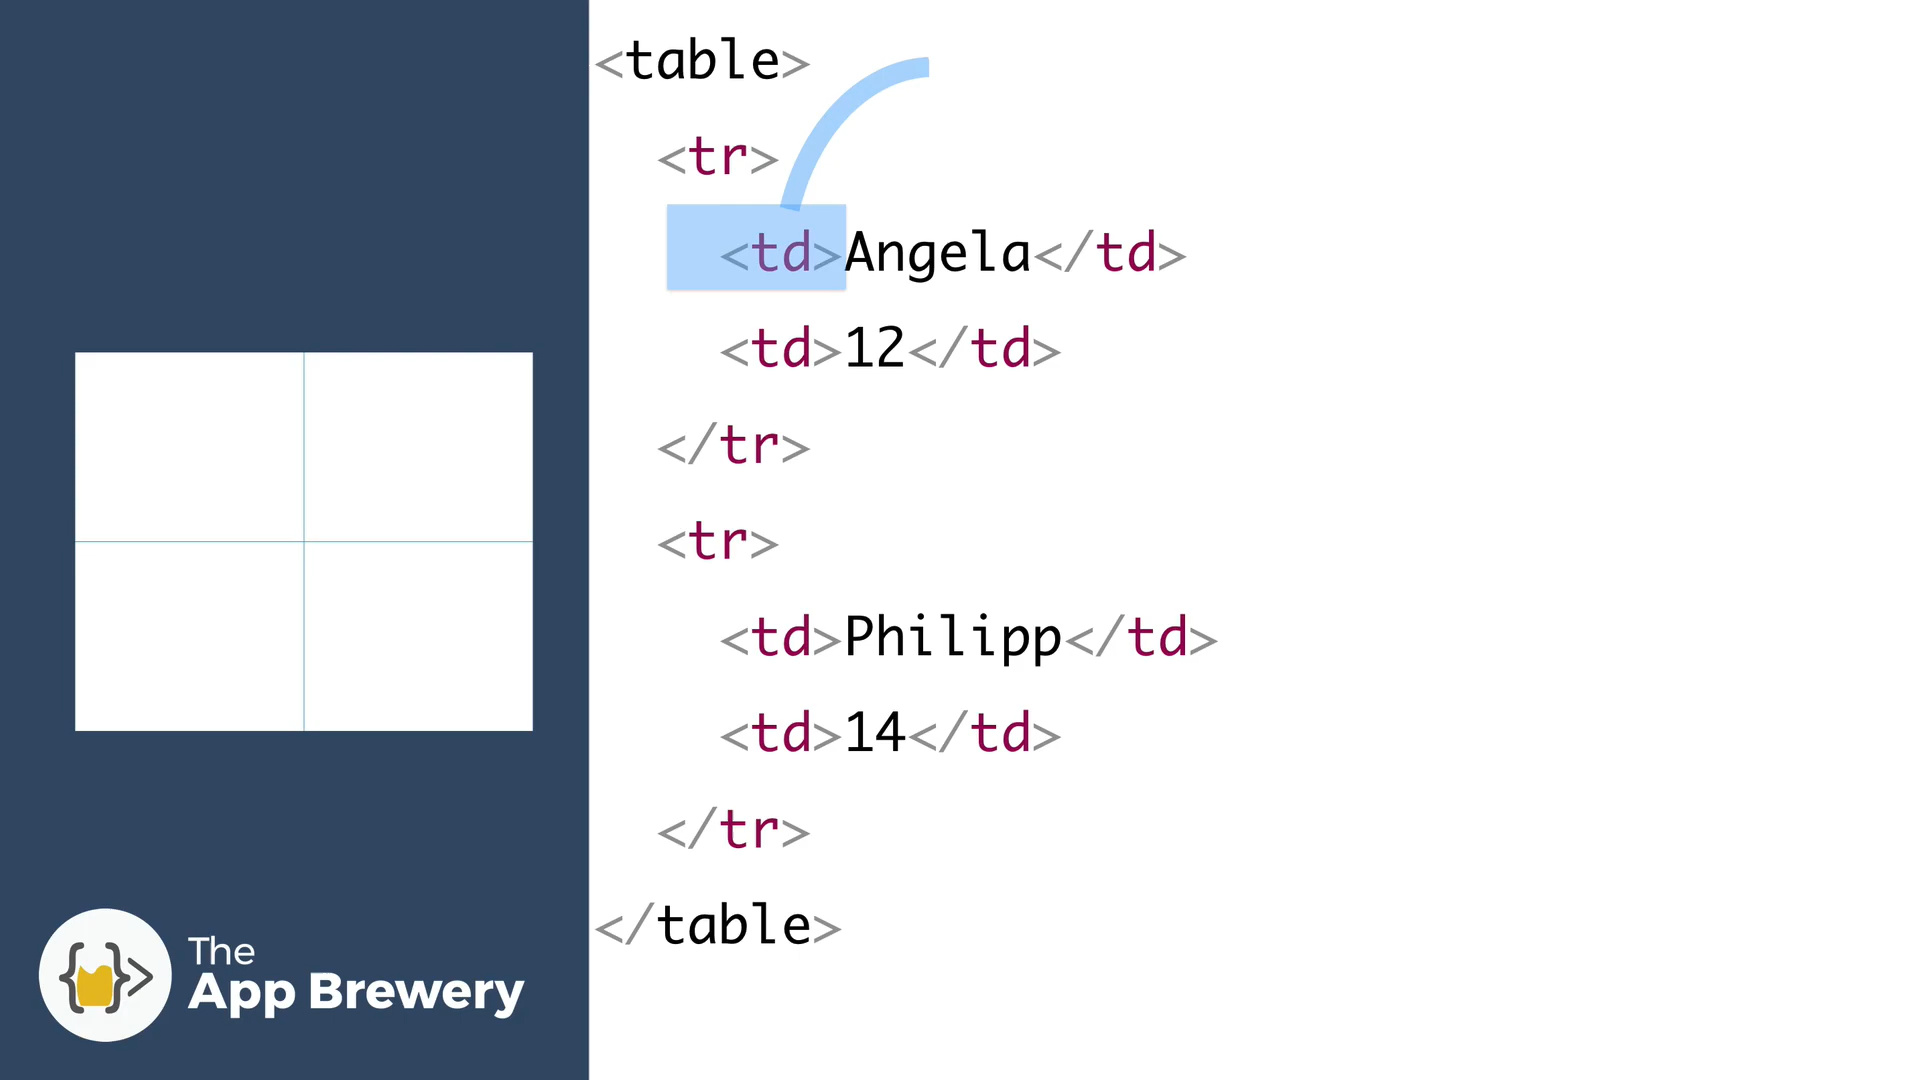 <table>
<tr>
<td>Angela</td>
<td>12</td>
</tr>
<tr>
<td>Philipp</td>
<td>14</td>
</tr>
</table>
The
App Brewery